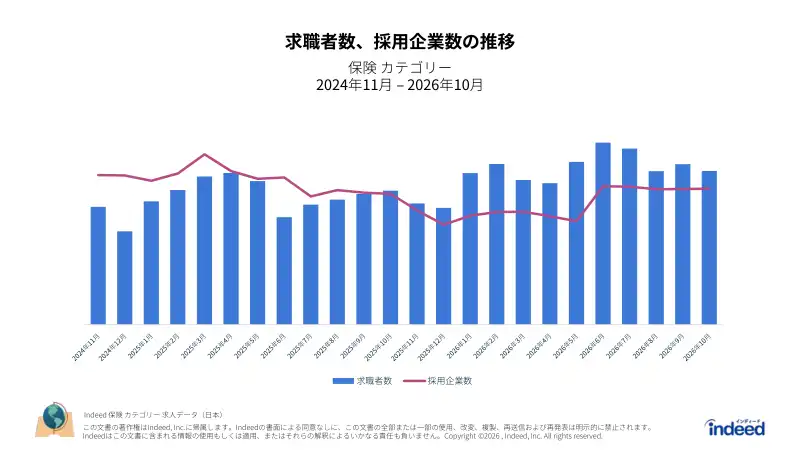 求職者数、採用企業数の推移
保険 カテゴリー
2024年11月 – 2026年10月
2024年11月
2024年12月
2025年1月
2025年2月
2025年3月
2025年4月
2025年5月
2025年6月
2025年7月
2025年8月
2025年9月
2025年10月
2025年11月
2025年12月
2026年1月
2026年2月
2026年3月
2026年4月
2026年5月
2026年6月
2026年7月
2026年8月
2026年9月
2026年10月
求職者数 採用企業数
Indeed 保険 カテゴリー 求人データ（日本）
この文書の著作権はIndeed, Inc.に帰属します。Indeedの書面による同意なしに、この文書の全部または一部の使用、改変、複製、再送信および再発表は明示的に禁止されます。
Indeedはこの文書に含まれる情報の使用もしくは適用、またはそれらの解釈によるいかなる責任も負いません。Copyright ©2026 , Indeed, Inc. All rights reserved.
インディード
indeed